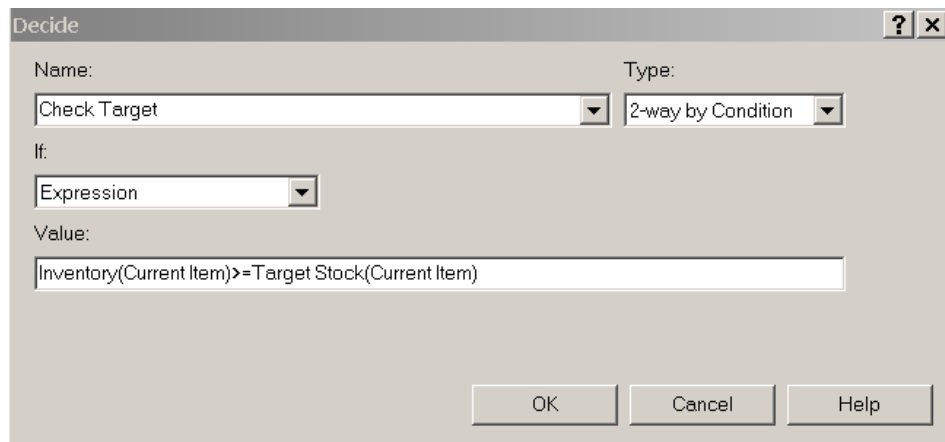 Decide ? ×
Name: Type:
Check Target 2-way by Condition
If:
Expression
Value:
Inventory(Current Item)>=Target Stock(Current Item)
OK Cancel Help